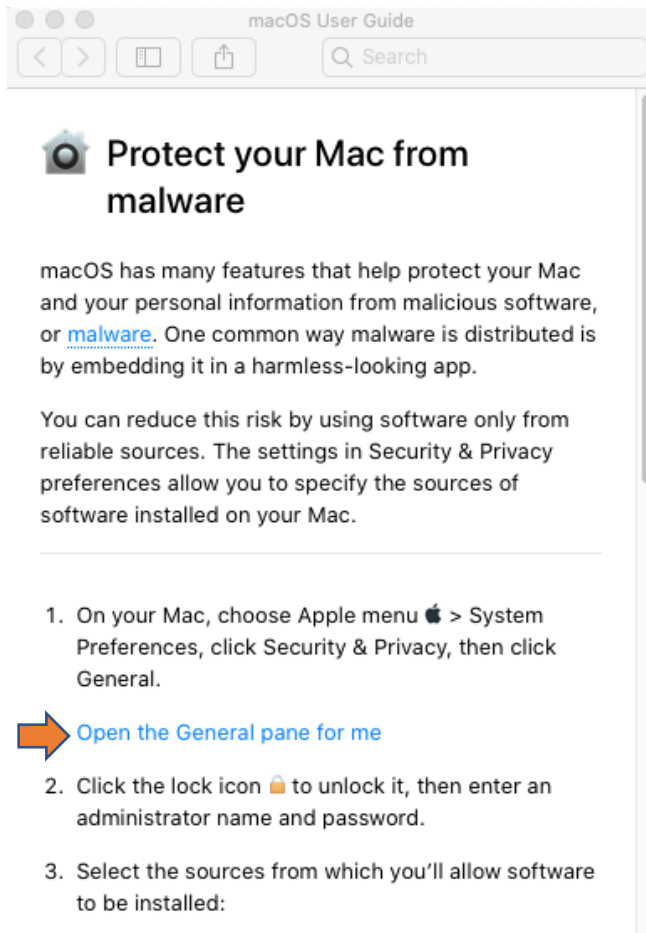 macOS User Guide
Search
Protect your Mac from
malware
macOS has many features that help protect your Mac
and your personal information from malicious software,
or malware. One common way malware is distributed is
by embedding it in a harmless-looking app.
You can reduce this risk by using software only from
reliable sources. The settings in Security & Privacy
preferences allow you to specify the sources of
software installed on your Mac.
1. On your Mac, choose Apple menu > System
Preferences, click Security & Privacy, then click
General.
Open the General pane for me
2. Click the lock icon to unlock it, then enter an
administrator name and password.
3. Select the sources from which you’ll allow software
to be installed: